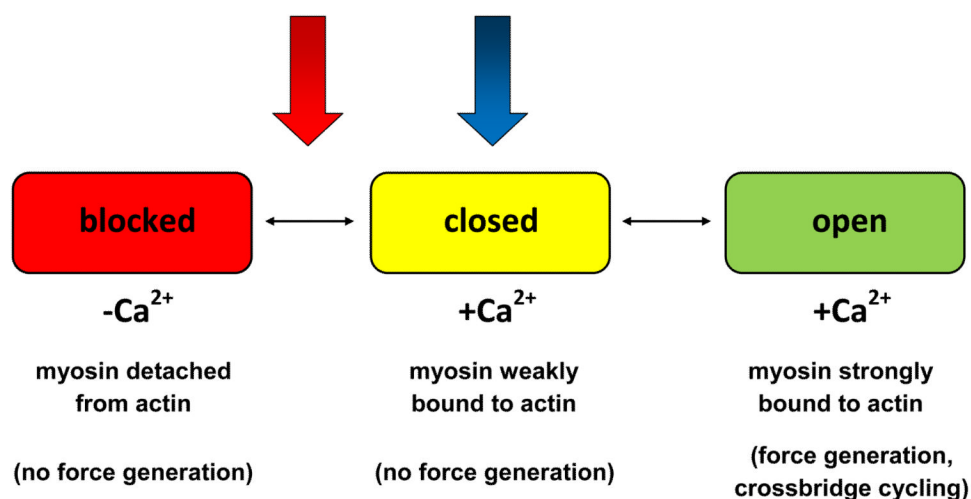 blocked closed open
-Ca²⁺ +Ca²⁺ +Ca²⁺
myosin detached
from actin
myosin weakly
bound to actin
myosin strongly
bound to actin
(no force generation)
(no force generation)
(force generation,
crossbridge cycling)